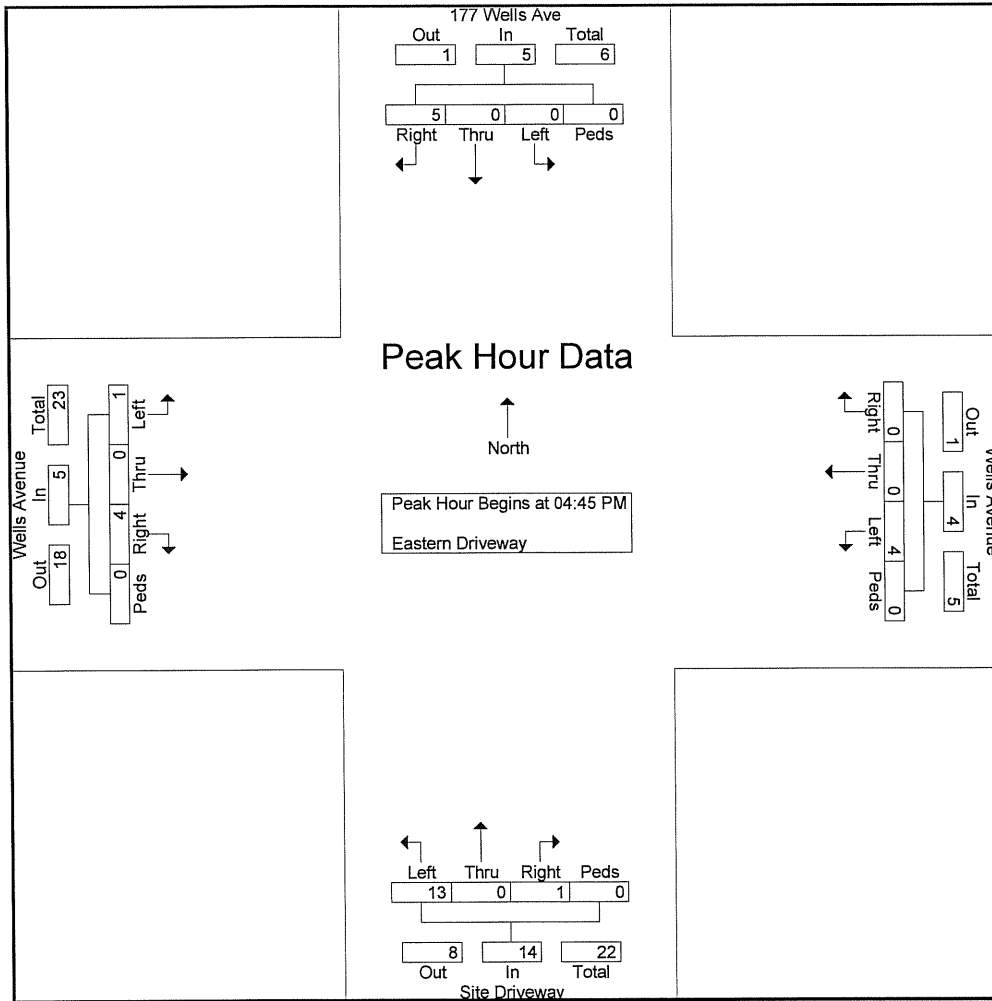 177 Wells Ave
Out In Total
1 5 6
5 0 0 0
Right Thru Left Peds
Peak Hour Data
North
Peak Hour Begins at 04:45 PM
Eastern Driveway
Wells Avenue
Out In Total
18 5 23
Left Thru Right Peds
1 0 4 0
Wells Avenue
Out In Total
1 4 5
0 0 4 0
Right Thru Left Peds
Left Thru Right Peds
13 0 1 0
8 14 22
Out In Total
Site Driveway